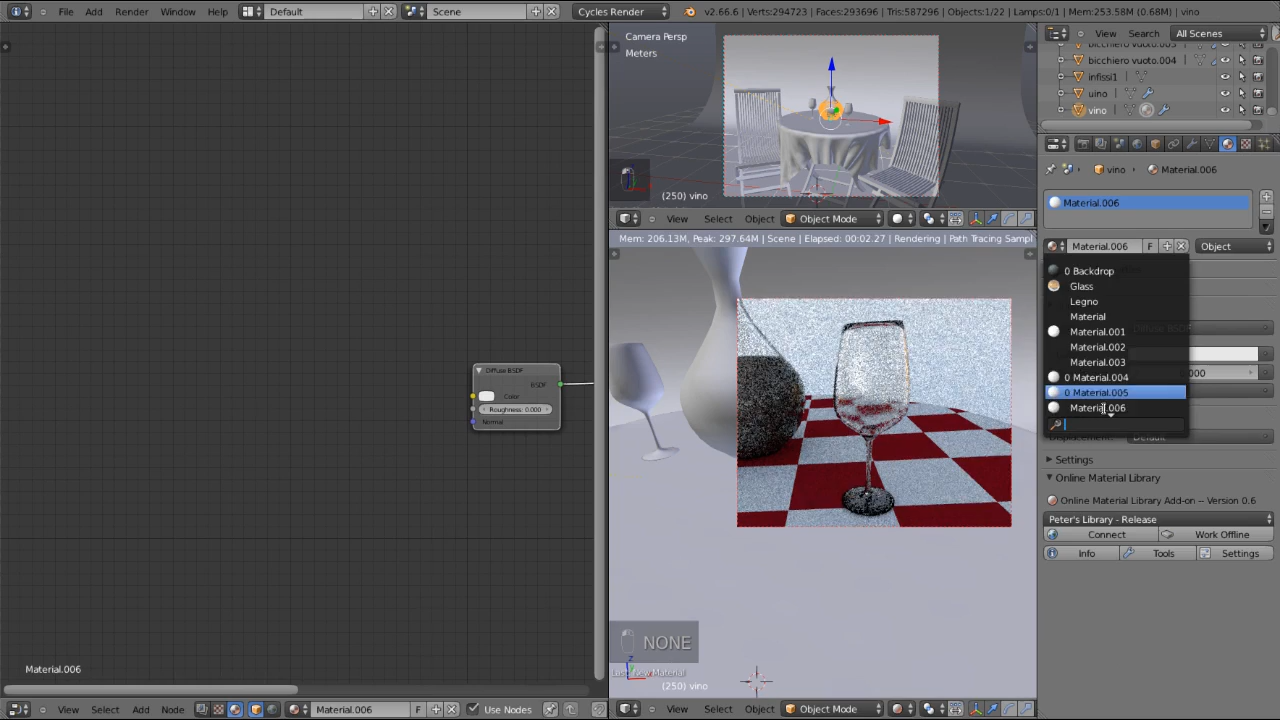 File Add Render Window Help Default Scene Cycles Render v2.66.6 | Verts:294723 | Faces:293696 | Tris:587296 | Objects:1/22 | Lamps:0/1 | Mem:253.58M (0.68M) | vino
Camera Persp
Meters
(250) vino
View Select Object Object Mode
Mem: 206.13M, Peak: 297.64M | Scene | Elapsed: 00:02.27 | Rendering | Path Tracing Sampl
NONE
Last: New Material
(250) vino
View Select Object Object Mode
Diffuse BSDF
BSDF
Color
Roughness: 0.000
Normal
Material.006
View Select Add Node Material.006 F Use Nodes
View Search All Scenes
bicchiero vuoto.003
bicchiero vuoto.004
infissi1
uino
vino
vino Material.006
Material.006
Material.006 F Object
0 Backdrop
Glass
Legno
Material
Material.001
Material.002
Material.003
0 Material.004
0 Material.005
Material.006
Default
Settings
Online Material Library
Online Material Library Add-on -- Version 0.6
Peter's Library - Release
Connect Work Offline
Info Tools Settings